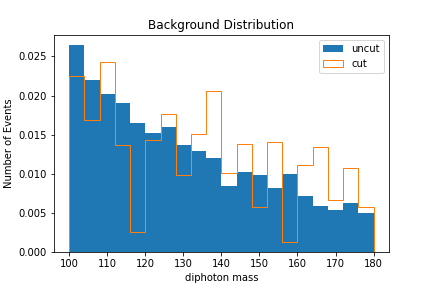 Background Distribution
uncut
cut
Number of Events
0.025
0.020
0.015
0.010
0.005
0.000
100 110 120 130 140 150 160 170 180
diphoton mass